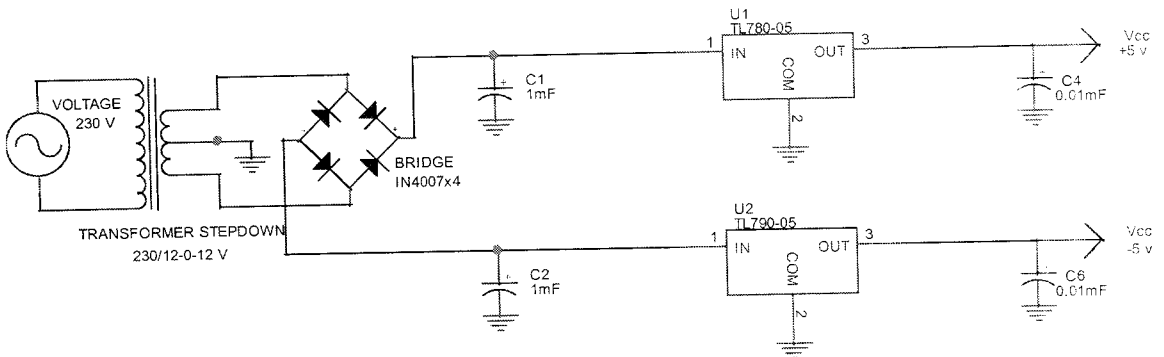 VOLTAGE
230 V
TRANSFORMER STEPDOWN
230/12-0-12 V
-
+
BRIDGE
IN4007x4
+
C1
1mF
U1
TL780-05
1
IN
OUT
3
COM
2
+
C4
0.01mF
Vcc
+5 v
+
C2
1mF
U2
TL790-05
1
IN
OUT
3
COM
2
C6
0.01mF
Vcc
-5 v